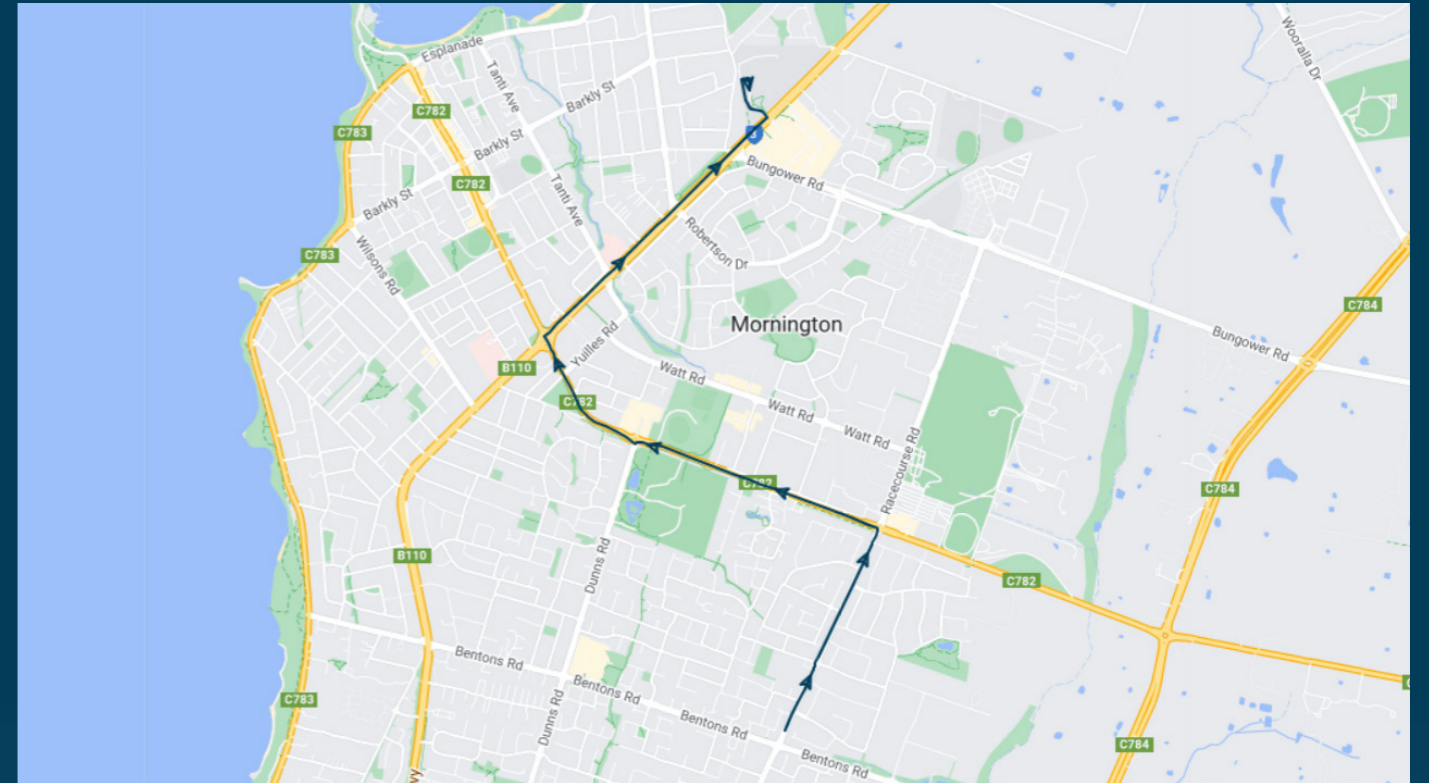 Esplanade
Tanti Ave
Wooralla Dr
C782
Barkly St
C783
Barkly St
C782
Bungower Rd
Barkly St
Tanti Ave
Robertson Dr
Wilsons Rd
C783
C784
Mornington
Bungower Rd
Yuilles Rd
B110
Watt Rd
C782
Watt Rd
Watt Rd
Racecourse Rd
C782
C784
B110
Dunns Rd
C782
Bentons Rd
Bentons Rd
C783
Dunns Rd
Bentons Rd
C784
Bentons Rd